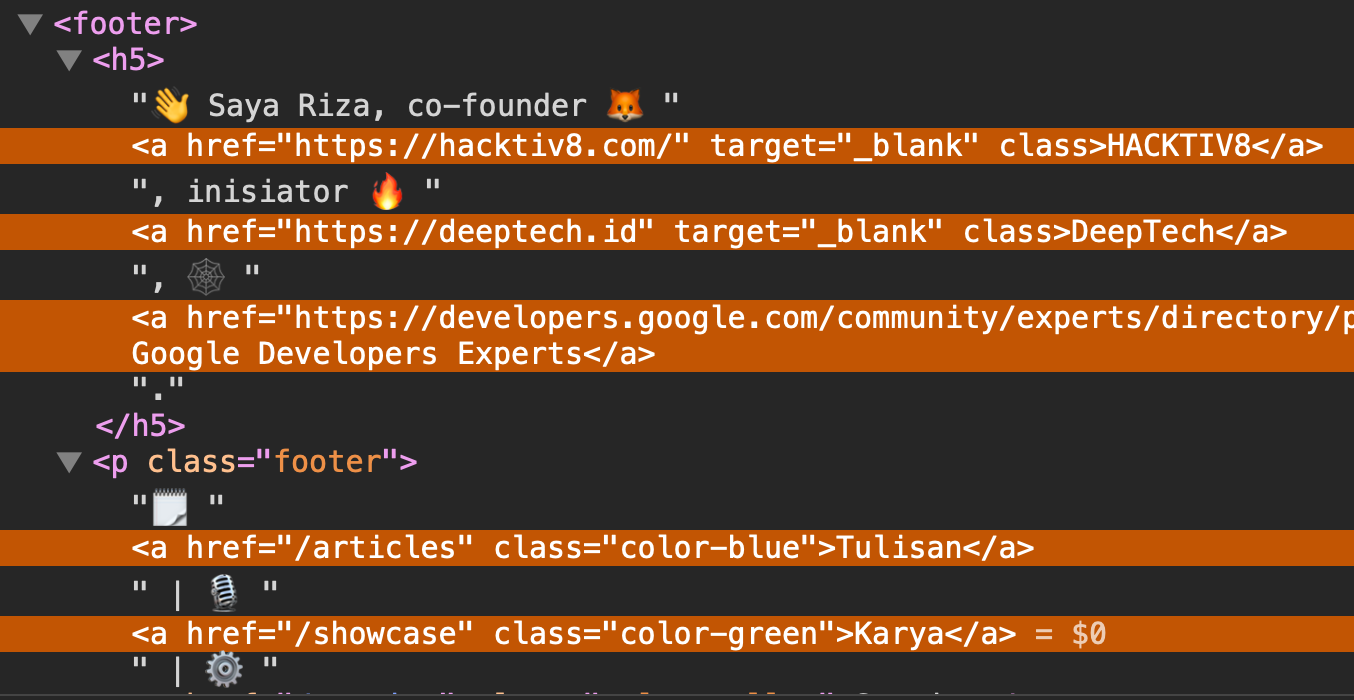 ▼ <footer>
▼ <h5>
"👋 Saya Riza, co-founder 🦊 "
<a href="https://hacktiv8.com/" target="_blank" class>HACKTIV8</a>
", inisiator 🔥 "
<a href="https://deeptech.id" target="_blank" class>DeepTech</a>
", 🕸 "
<a href="https://developers.google.com/community/experts/directory/p
Google Developers Experts</a>
"."
</h5>
▼ <p class="footer">
"🗒 "
<a href="/articles" class="color-blue">Tulisan</a>
" | 🎙 "
<a href="/showcase" class="color-green">Karya</a> = $0
" | ⚙️ "